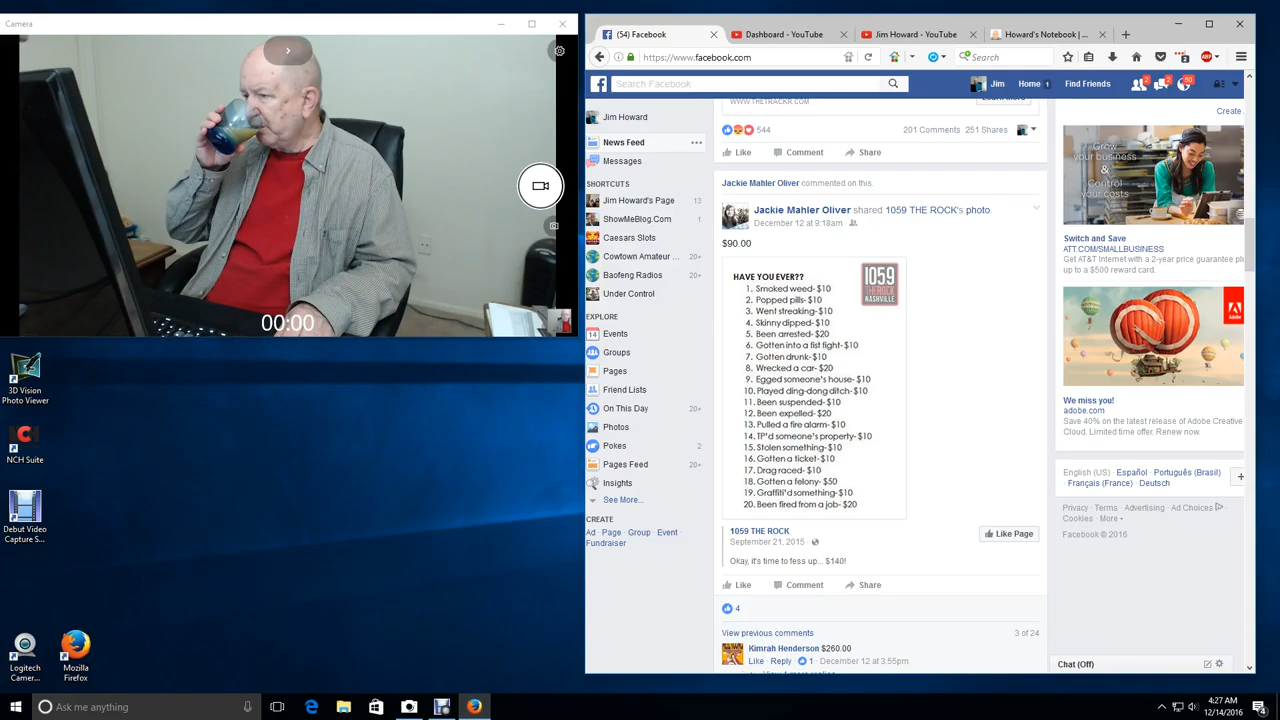 Camera
00:00
3D Vision
Photo Viewer
NCH Suite
Debut Video
Capture S...
Logitech
Camer...
Mozilla
Firefox
(54) Facebook
Dashboard - YouTube
Jim Howard - YouTube
Howard's Notebook | ...
https://www.facebook.com
Search
ABP
Search Facebook
Jim
Home 1
Find Friends
2
2
60
Jim Howard
News Feed
Messages
SHORTCUTS
Jim Howard's Page 13
ShowMeBlog.Com 1
Caesars Slots
Cowtown Amateur ... 20+
Baofeng Radios 20+
Under Control
EXPLORE
14 Events
Groups
Pages
Friend Lists
On This Day 20+
Photos
Pokes 2
Pages Feed 20+
Insights
See More...
CREATE
Ad · Page · Group · Event ·
Fundraiser
WWW.THETRACKR.COM
544
201 Comments 251 Shares
Like Comment Share
Jackie Mahler Oliver commented on this.
Jackie Mahler Oliver shared 1059 THE ROCK's photo.
December 12 at 9:18am ·
$90.00
HAVE YOU EVER??
1059
THE ROCK
NASHVILLE
1. Smoked weed- $10
2. Popped pills- $10
3. Went streaking- $10
4. Skinny dipped- $10
5. Been arrested- $20
6. Gotten into a fist fight- $10
7. Gotten drunk- $10
8. Wrecked a car- $20
9. Egged someone's house- $10
10. Played ding-dong ditch- $10
11. Been suspended- $10
12. Been expelled- $20
13. Pulled a fire alarm- $10
14. TP'd someone's property- $10
15. Stolen something- $10
16. Gotten a ticket- $10
17. Drag raced- $10
18. Gotten a felony- $50
19. Graffiti'd something- $10
20. Been fired from a job- $20
1059 THE ROCK
September 21, 2015 ·
Like Page
Okay, it's time to fess up... $140!
Like Comment Share
4
View previous comments 3 of 24
Kimrah Henderson $260.00
Like · Reply · 1 · December 12 at 3:55pm
Create
Grow
your business
&
Control
your costs
Switch and Save
ATT.COM/SMALLBUSINESS
Get AT&T Internet with a 2-year price guarantee
up to a $500 reward card.
Adobe
We miss you!
adobe.com
Save 40% on the latest release of Adobe Creative
Cloud. Limited time offer. Renew now.
English (US) · Español · Português (Brasil)
· Français (France) · Deutsch
Privacy · Terms · Advertising · Ad Choices
Cookies · More
Facebook © 2016
Chat (Off)
Ask me anything
4:27 AM
12/14/2016
4